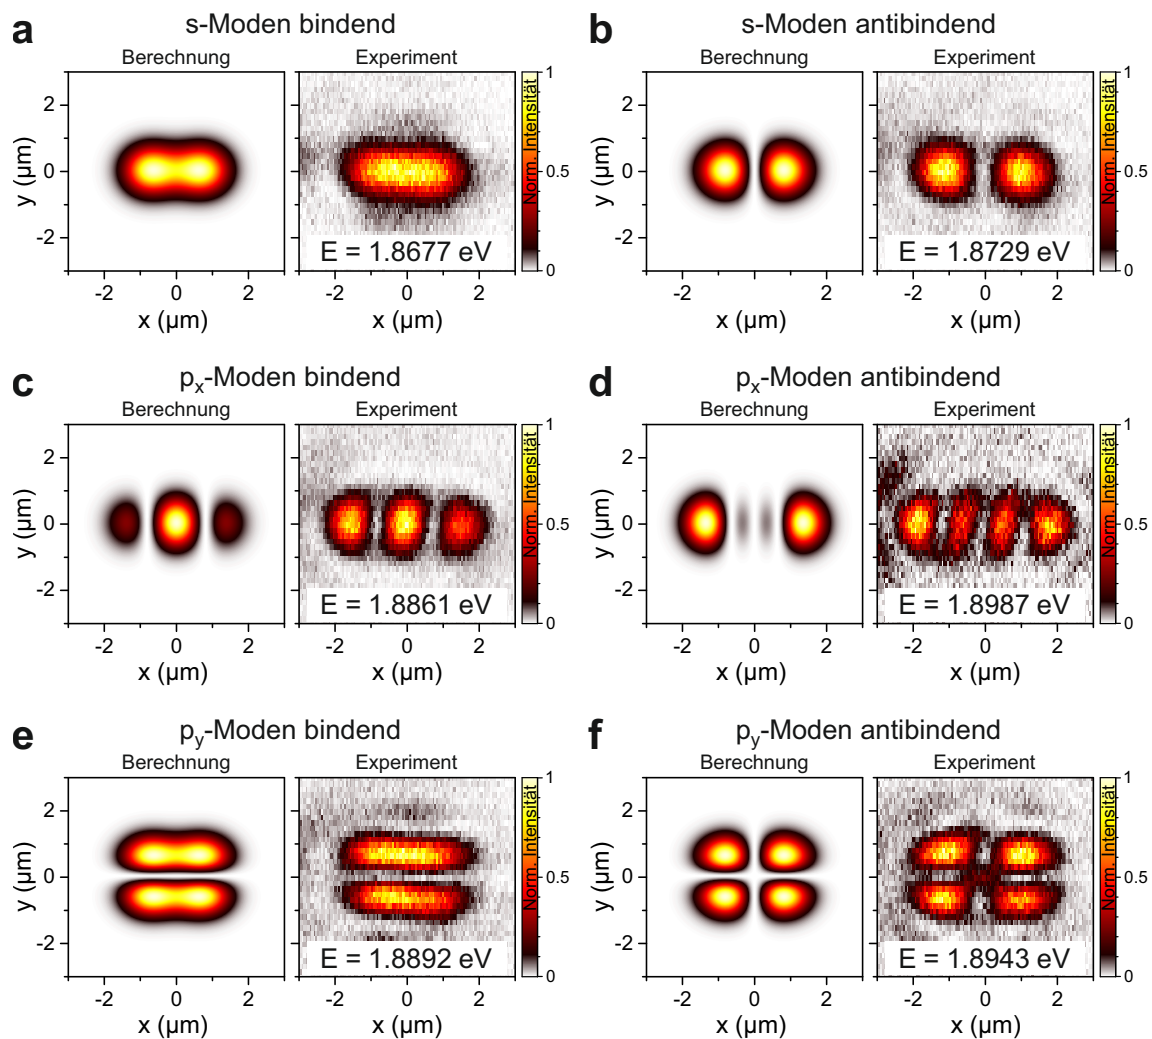 a
s-Moden bindend
Berechnung
Experiment
y (µm)
2
0
-2
-2
0
2
x (µm)
E = 1.8677 eV
-2
0
2
x (µm)
1
0.5
0
Norm. Intensität
b
s-Moden antibindend
Berechnung
Experiment
y (µm)
2
0
-2
-2
0
2
x (µm)
E = 1.8729 eV
-2
0
2
x (µm)
1
0.5
0
Norm. Intensität
c
pₓ-Moden bindend
Berechnung
Experiment
y (µm)
2
0
-2
-2
0
2
x (µm)
E = 1.8861 eV
-2
0
2
x (µm)
1
0.5
0
Norm. Intensität
d
pₓ-Moden antibindend
Berechnung
Experiment
y (µm)
2
0
-2
-2
0
2
x (µm)
E = 1.8987 eV
-2
0
2
x (µm)
1
0.5
0
Norm. Intensität
e
p_y-Moden bindend
Berechnung
Experiment
y (µm)
2
0
-2
-2
0
2
x (µm)
E = 1.8892 eV
-2
0
2
x (µm)
1
0.5
0
Norm. Intensität
f
p_y-Moden antibindend
Berechnung
Experiment
y (µm)
2
0
-2
-2
0
2
x (µm)
E = 1.8943 eV
-2
0
2
x (µm)
1
0.5
0
Norm. Intensität